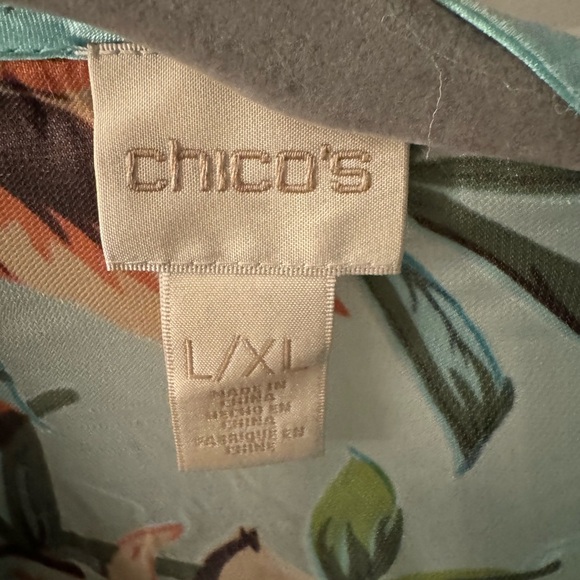 chico's
L/XL
MADE IN
CHINA
HECHO EN
CHINA
FABRIQUE EN
CHINE